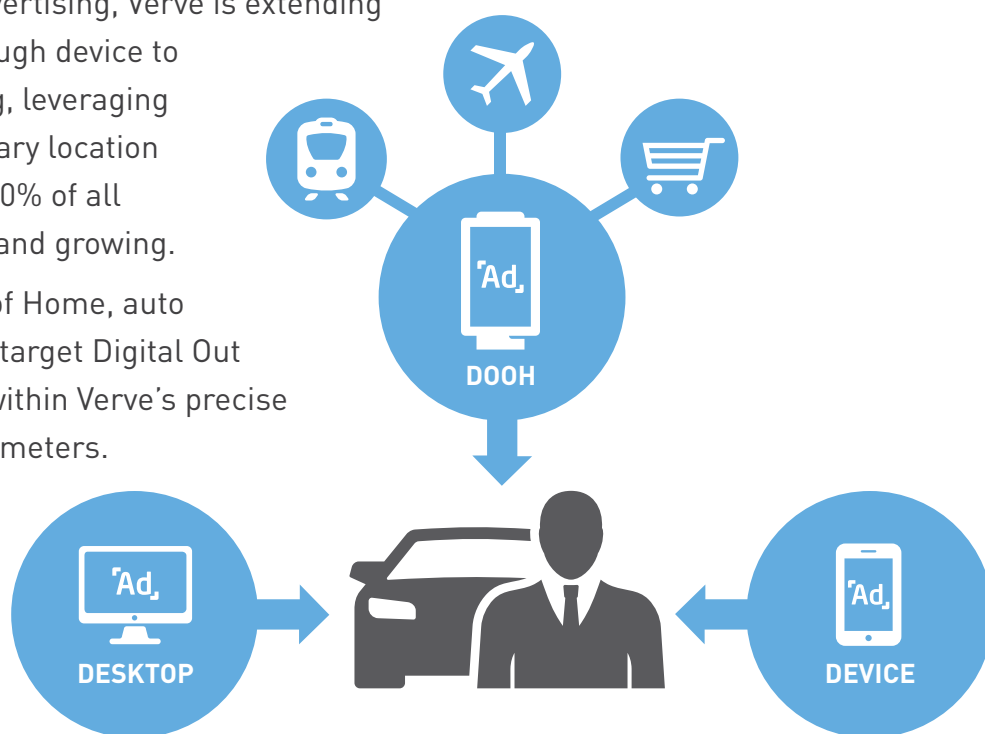 vertising, Verve is extending
ugh device to
g, leveraging
ary location
0% of all
and growing.
of Home, auto
target Digital Out
within Verve’s precise
meters.
Ad
DOOH
Ad
DESKTOP
Ad
DEVICE